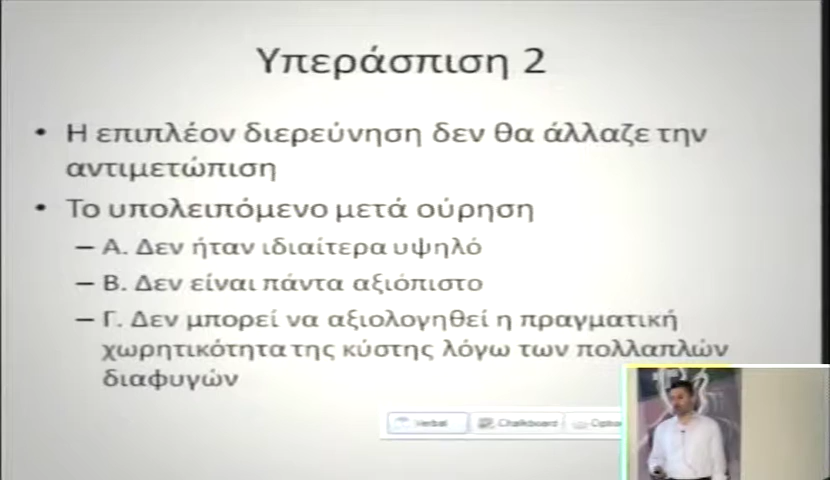 Υπεράσπιση 2
• Η επιπλέον διερεύνηση δεν θα άλλαζε την
αντιμετώπιση
• Το υπολειπόμενο μετά ούρηση
– Α. Δεν ήταν ιδιαίτερα υψηλό
– Β. Δεν είναι πάντα αξιόπιστο
– Γ. Δεν μπορεί να αξιολογηθεί η πραγματική
χωρητικότητα της κύστης λόγω των πολλαπλών
διαφυγών
Verbal Chalkboard